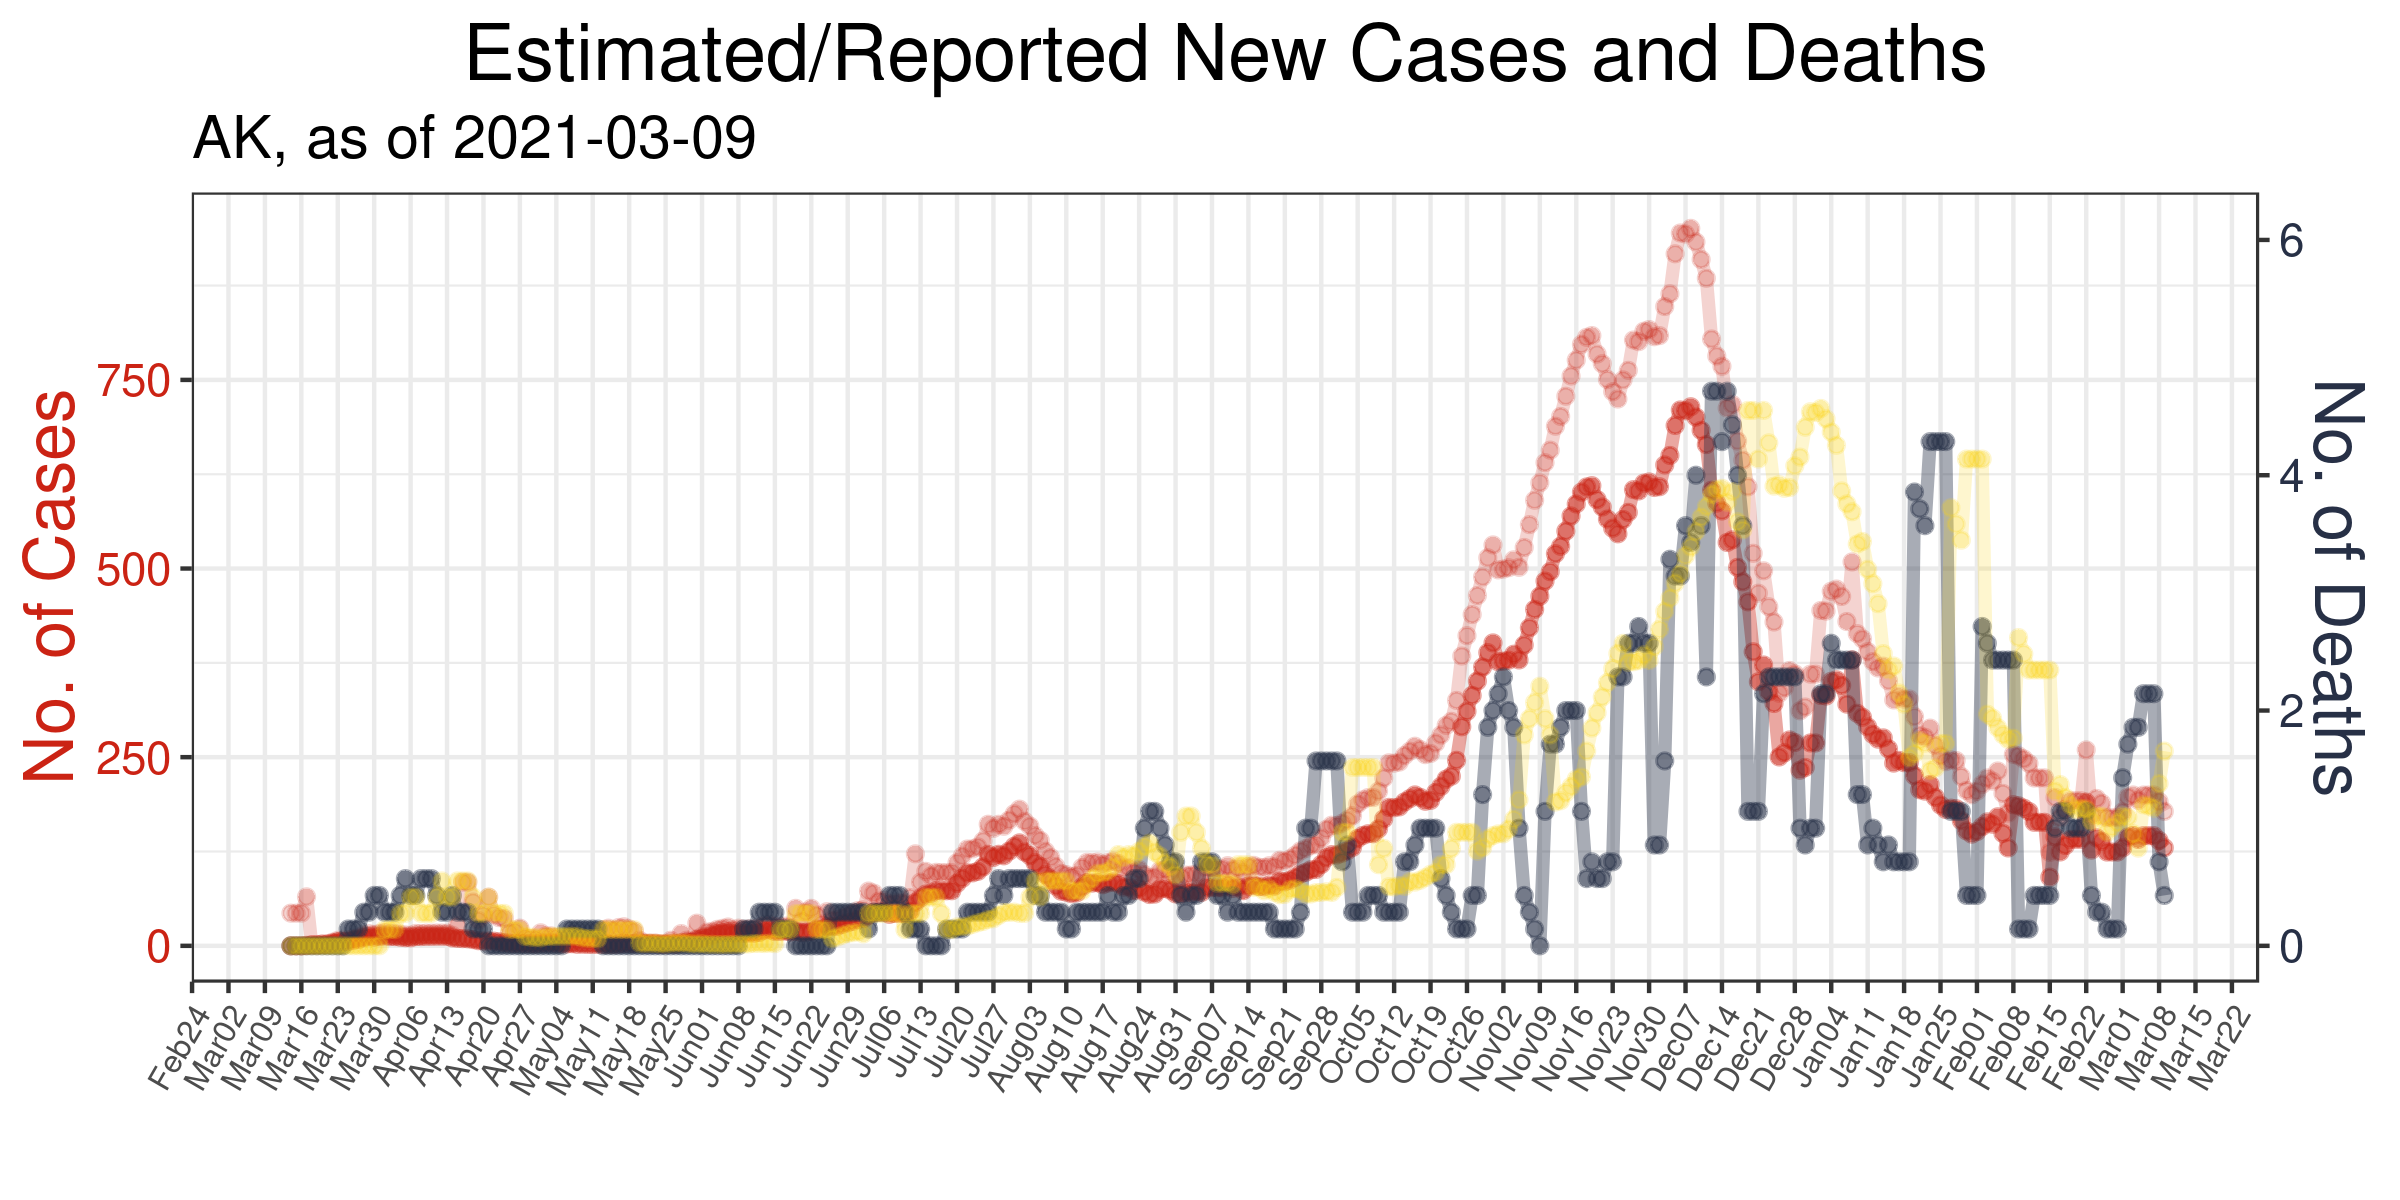 Estimated/Reported New Cases and Deaths
AK, as of 2021-03-09
No. of Cases
750
500
250
0
No. of Deaths
6
4
2
0
Feb24
Mar02
Mar09
Mar16
Mar23
Mar30
Apr06
Apr13
Apr20
Apr27
May04
May11
May18
May25
Jun01
Jun08
Jun15
Jun22
Jun29
Jul06
Jul13
Jul20
Jul27
Aug03
Aug10
Aug17
Aug24
Aug31
Sep07
Sep14
Sep21
Sep28
Oct05
Oct12
Oct19
Oct26
Nov02
Nov09
Nov16
Nov23
Nov30
Dec07
Dec14
Dec21
Dec28
Jan04
Jan11
Jan18
Jan25
Feb01
Feb08
Feb15
Feb22
Mar01
Mar08
Mar15
Mar22